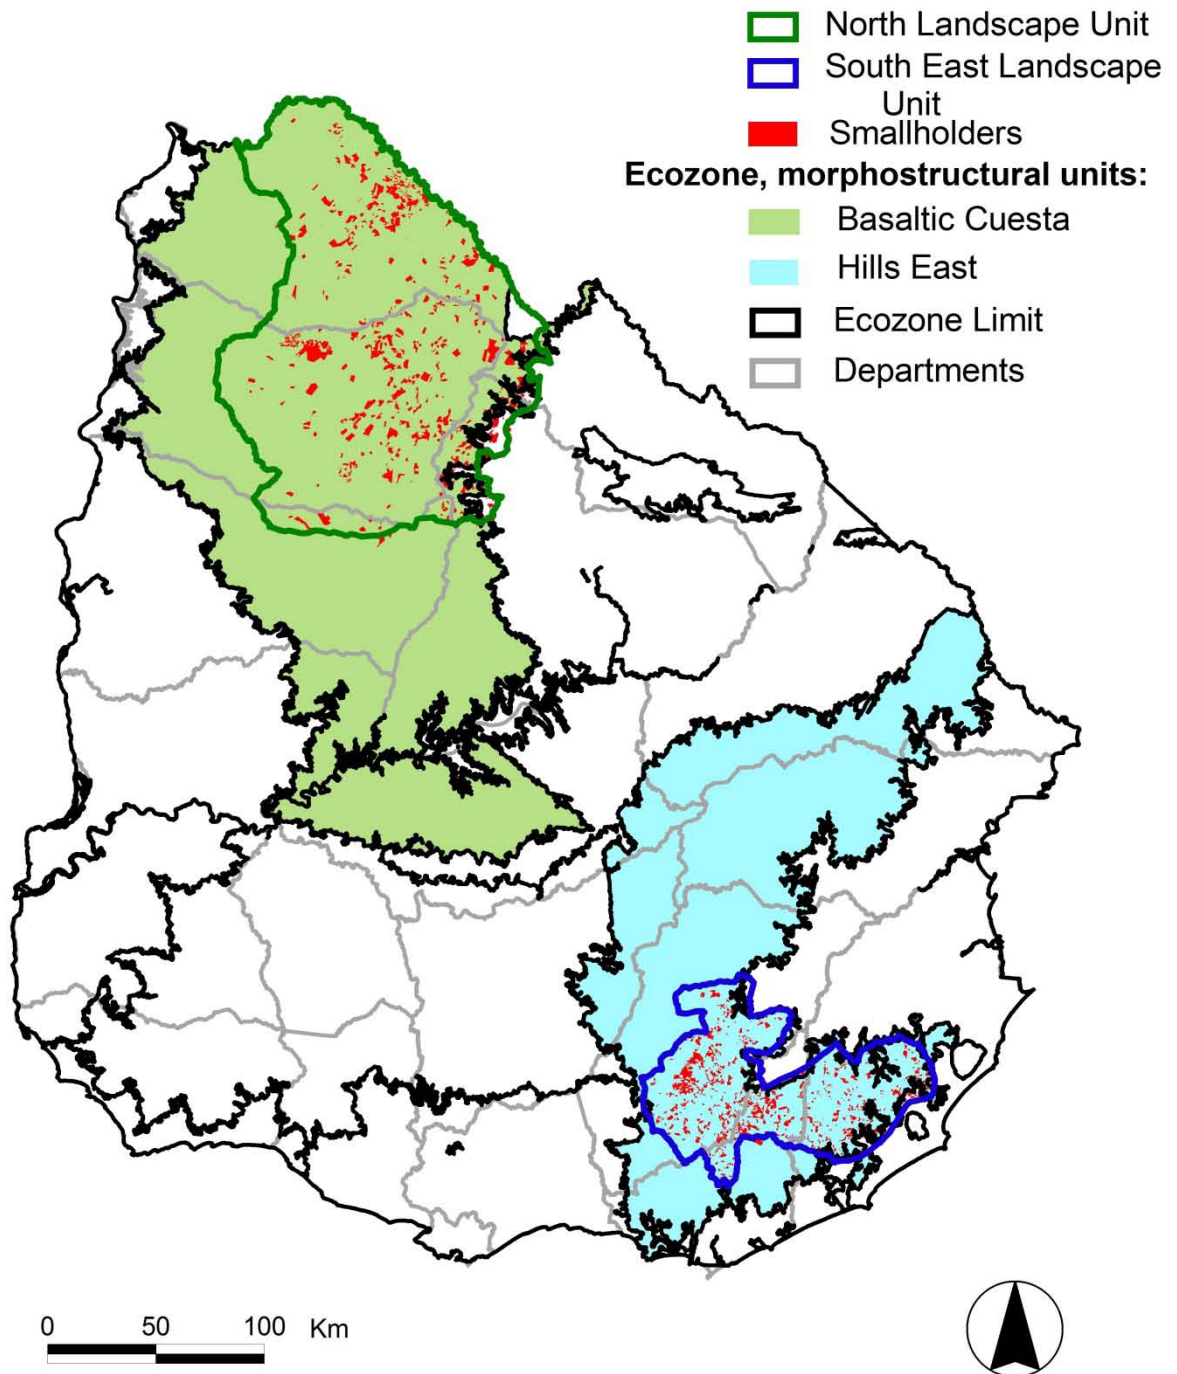 North Landscape Unit
South East Landscape
Unit
Smallholders
Ecozone, morphostructural units:
Basaltic Cuesta
Hills East
Ecozone Limit
Departments
0 50 100 Km